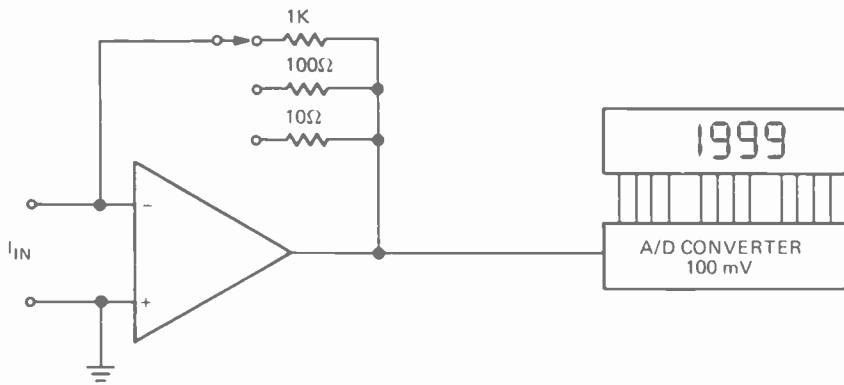 1K
100Ω
10Ω
1999
I_IN
-
+
A/D CONVERTER
100 mV